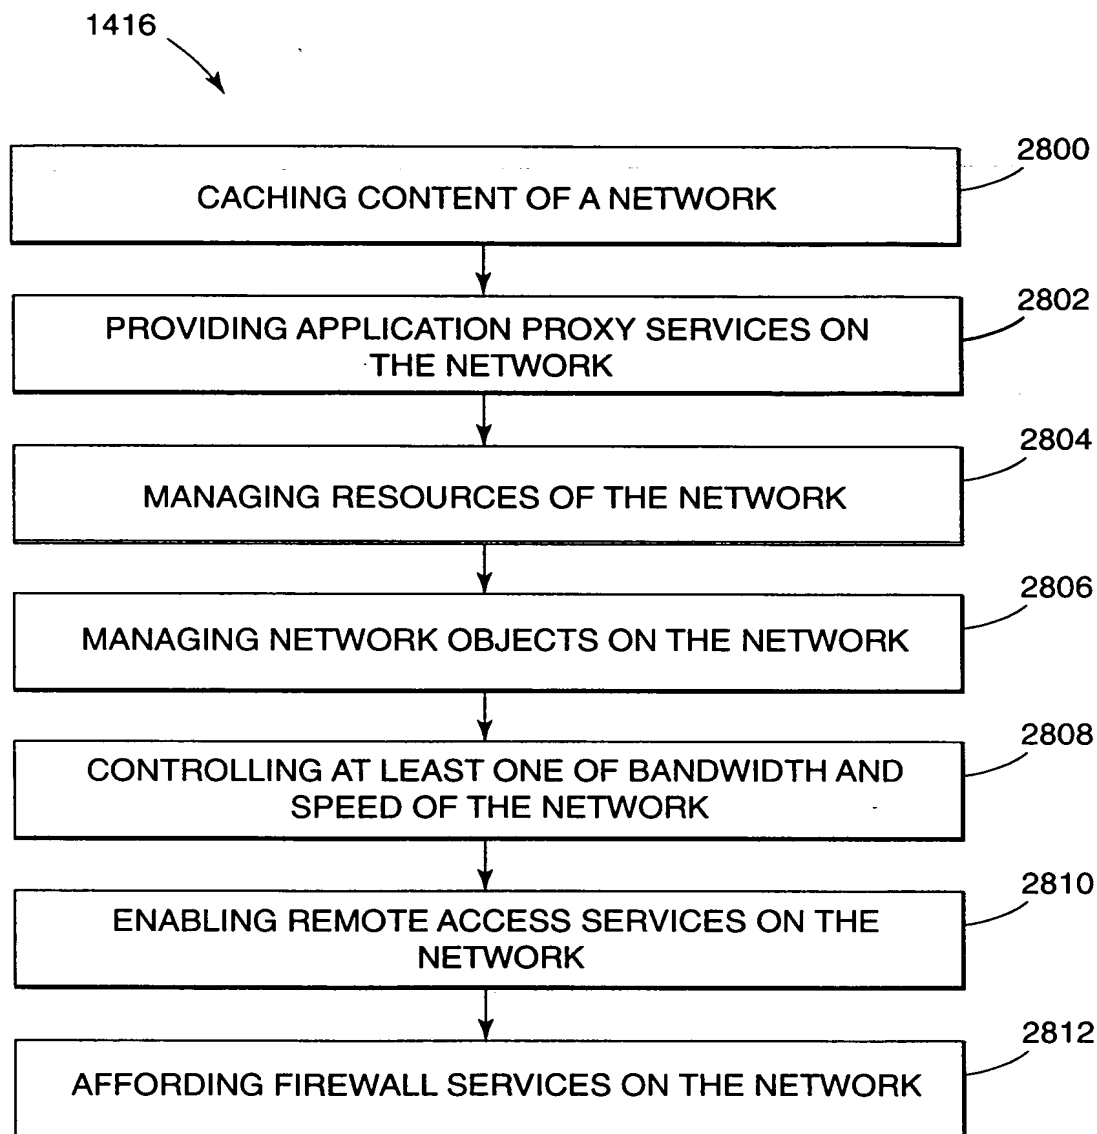 1416
2800
CACHING CONTENT OF A NETWORK
2802
PROVIDING APPLICATION PROXY SERVICES ON
THE NETWORK
2804
MANAGING RESOURCES OF THE NETWORK
2806
MANAGING NETWORK OBJECTS ON THE NETWORK
2808
CONTROLLING AT LEAST ONE OF BANDWIDTH AND
SPEED OF THE NETWORK
2810
ENABLING REMOTE ACCESS SERVICES ON THE
NETWORK
2812
AFFORDING FIREWALL SERVICES ON THE NETWORK